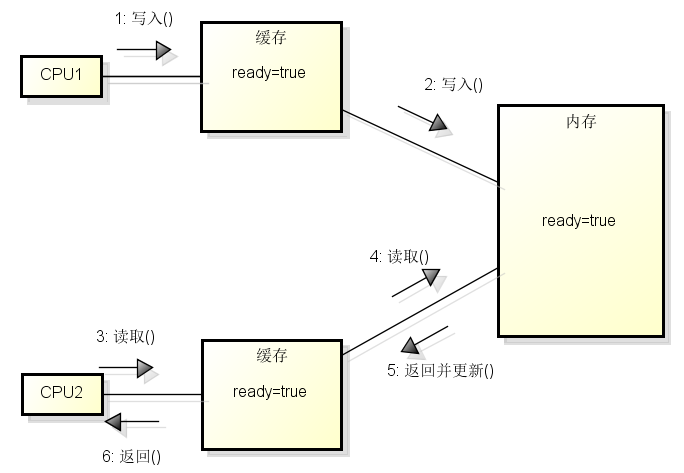 1: 写入()
缓存
CPU1
ready=true
2: 写入()
内存
ready=true
4: 读取()
3: 读取()
缓存
5: 返回并更新()
CPU2
ready=true
6: 返回()